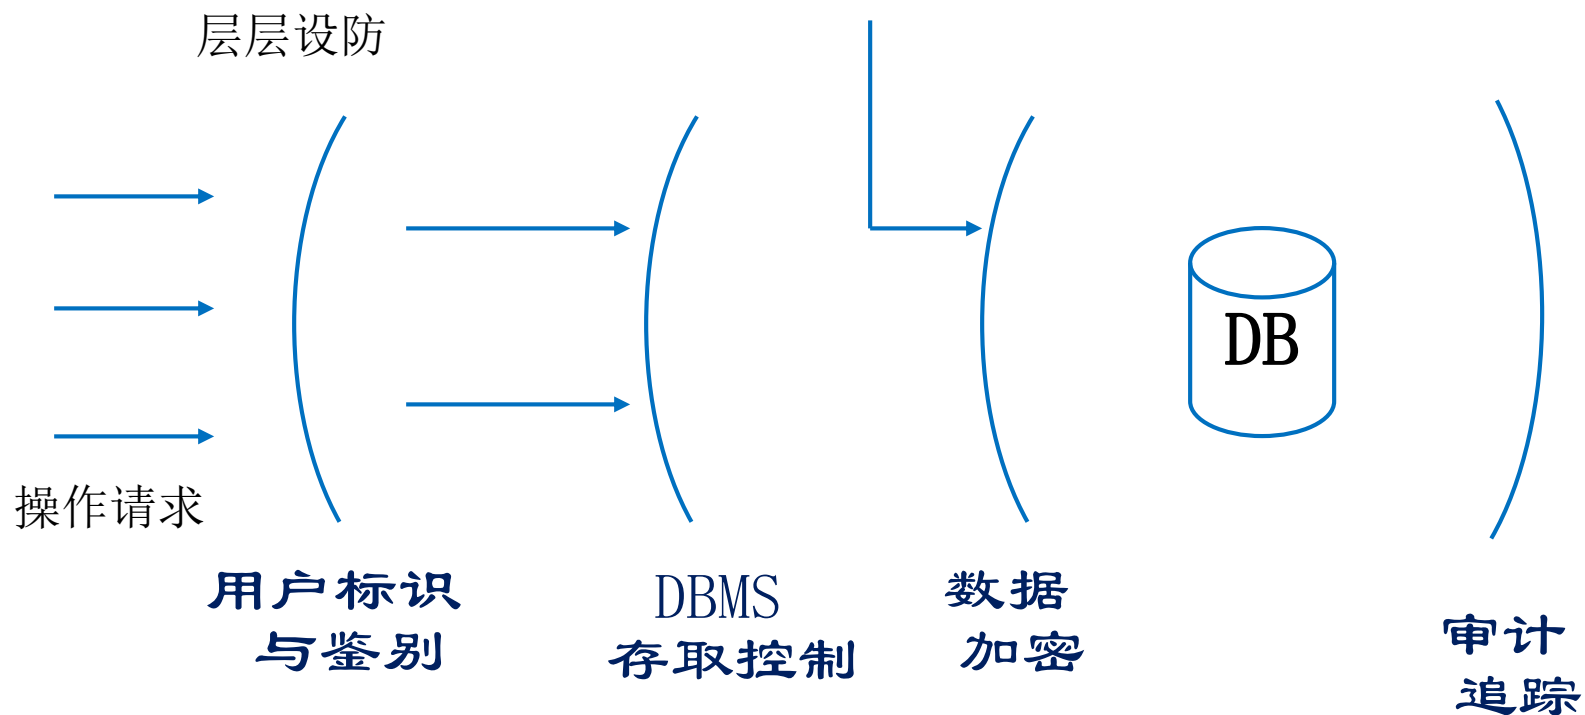 层层设防
DB
操作请求
用户标识
与鉴别
DBMS
存取控制
数据
加密
审计
追踪